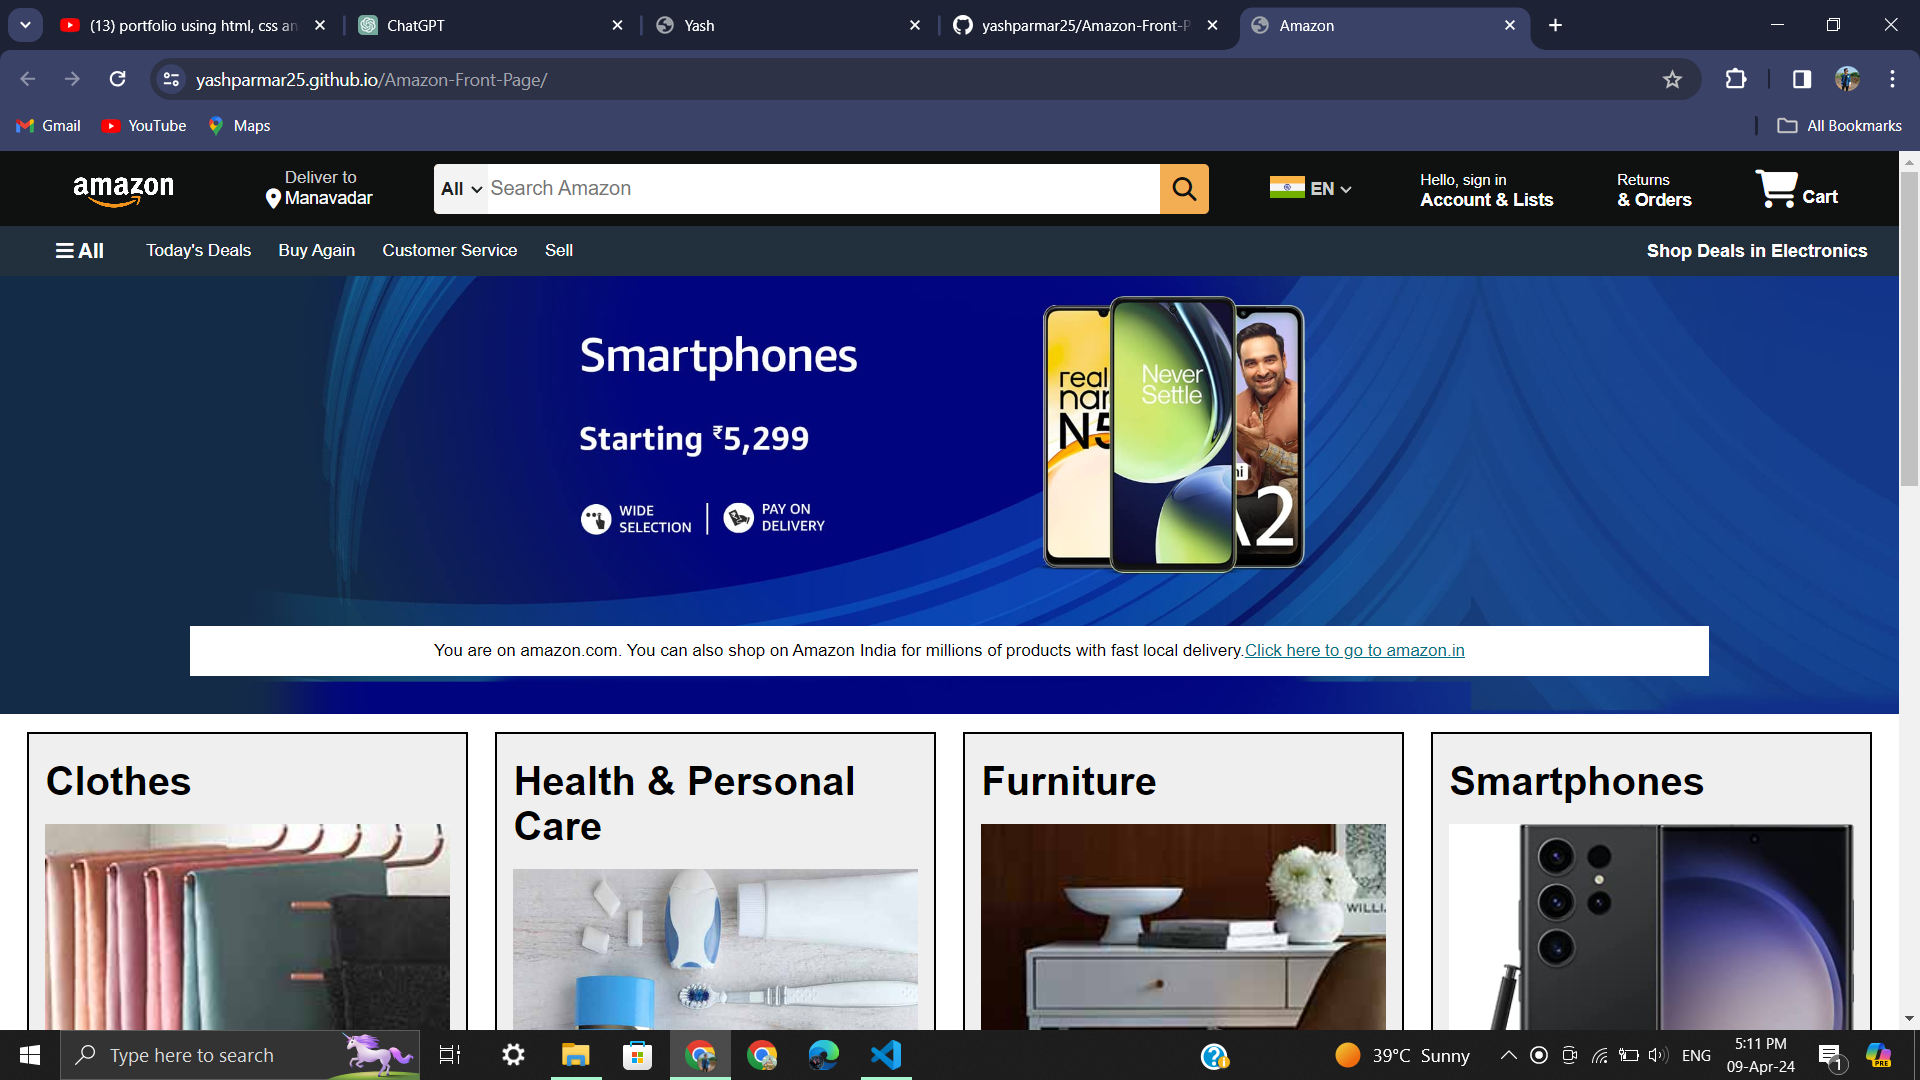 (13) portfolio using html, css an
ChatGPT
Yash
yashparmar25/Amazon-Front-P
Amazon
yashparmar25.github.io/Amazon-Front-Page/
Gmail
YouTube
Maps
All Bookmarks
amazon
Deliver to
Manavadar
All
Search Amazon
EN
Hello, sign in
Account & Lists
Returns
& Orders
Cart
All
Today's Deals
Buy Again
Customer Service
Sell
Shop Deals in Electronics
Smartphones
Starting ₹5,299
WIDE
SELECTION
PAY ON
DELIVERY
real
nar
N5
Never
Settle
A2
You are on amazon.com. You can also shop on Amazon India for millions of products with fast local delivery.Click here to go to amazon.in
Clothes
Health & Personal
Care
Furniture
Smartphones
WILLI
Type here to search
39°C Sunny
ENG
5:11 PM
09-Apr-24
1
PRE